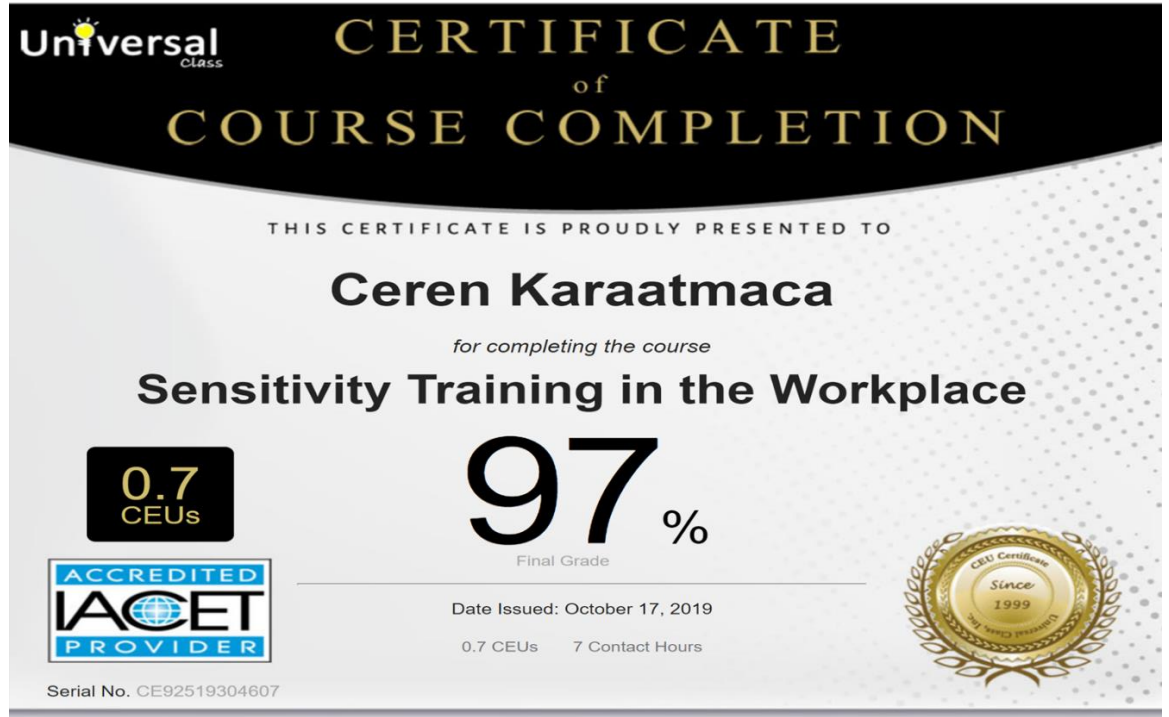 Universal
Class
CERTIFICATE
of
COURSE COMPLETION
THIS CERTIFICATE IS PROUDLY PRESENTED TO
Ceren Karaatmaca
for completing the course
Sensitivity Training in the Workplace
0.7
CEUs
97 %
Final Grade
ACCREDITED
IACET
PROVIDER
Date Issued: October 17, 2019
0.7 CEUs 7 Contact Hours
CEU Certificate
Since
1999
Universal Class, Inc.
Serial No. CE92519304607